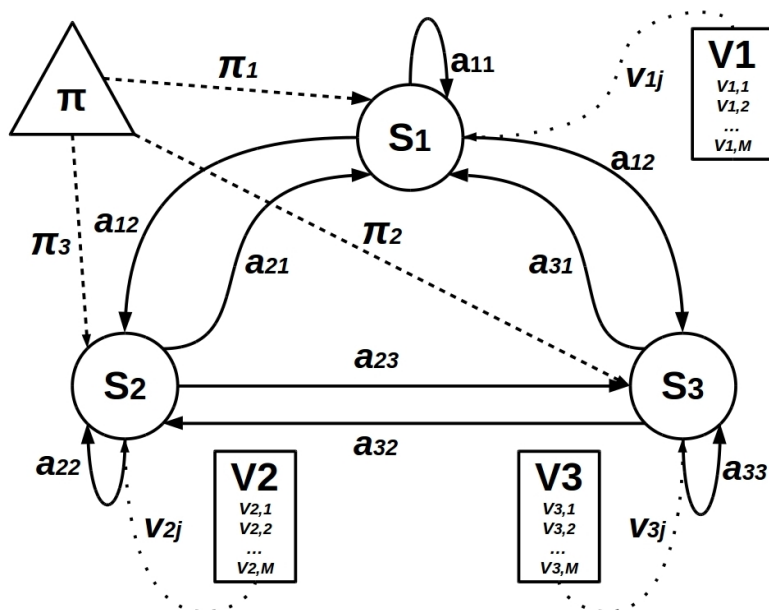 π
π1
a11
v1j
V1
V1,1
V1,2
...
V1,M
S1
a12
a12
π3
a21
π2
a31
S2
a23
S3
a32
a22
V2
V2,1
V2,2
...
V2,M
v2j
V3
V3,1
V3,2
...
V3,M
v3j
a33